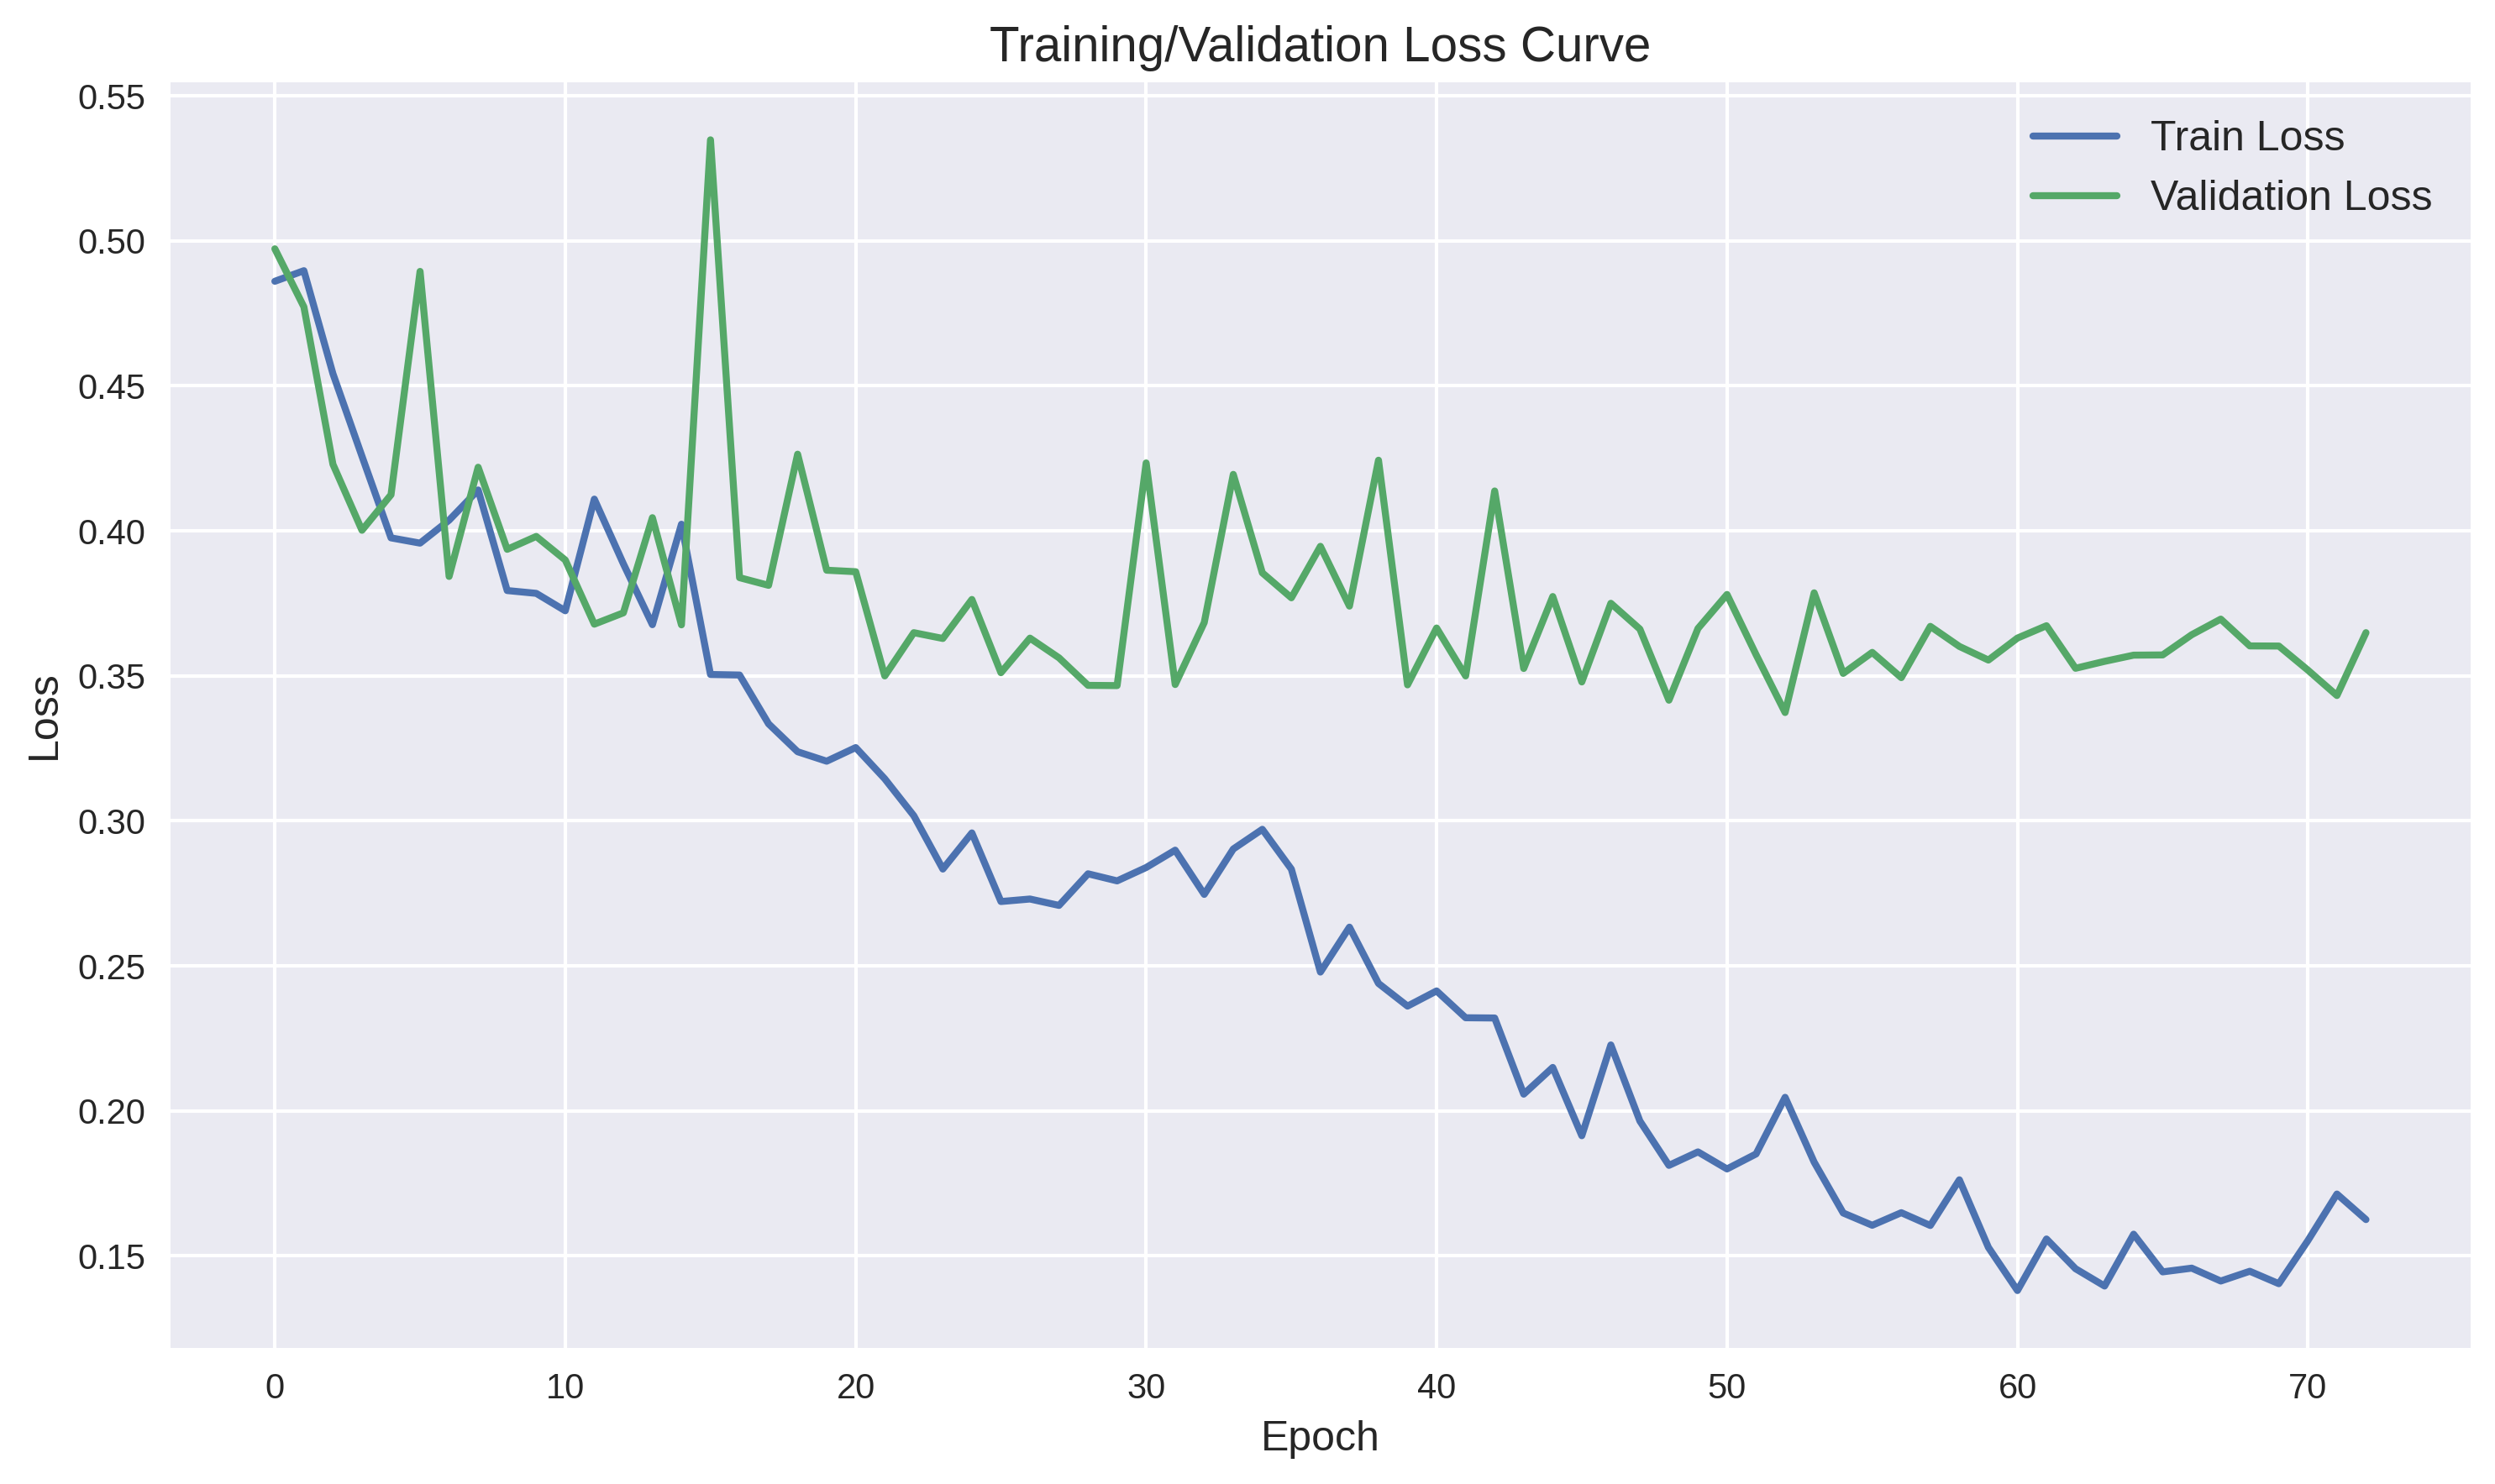 Training/Validation Loss Curve
Train Loss
Validation Loss
Loss
0.55
0.50
0.45
0.40
0.35
0.30
0.25
0.20
0.15
0 10 20 30 40 50 60 70
Epoch